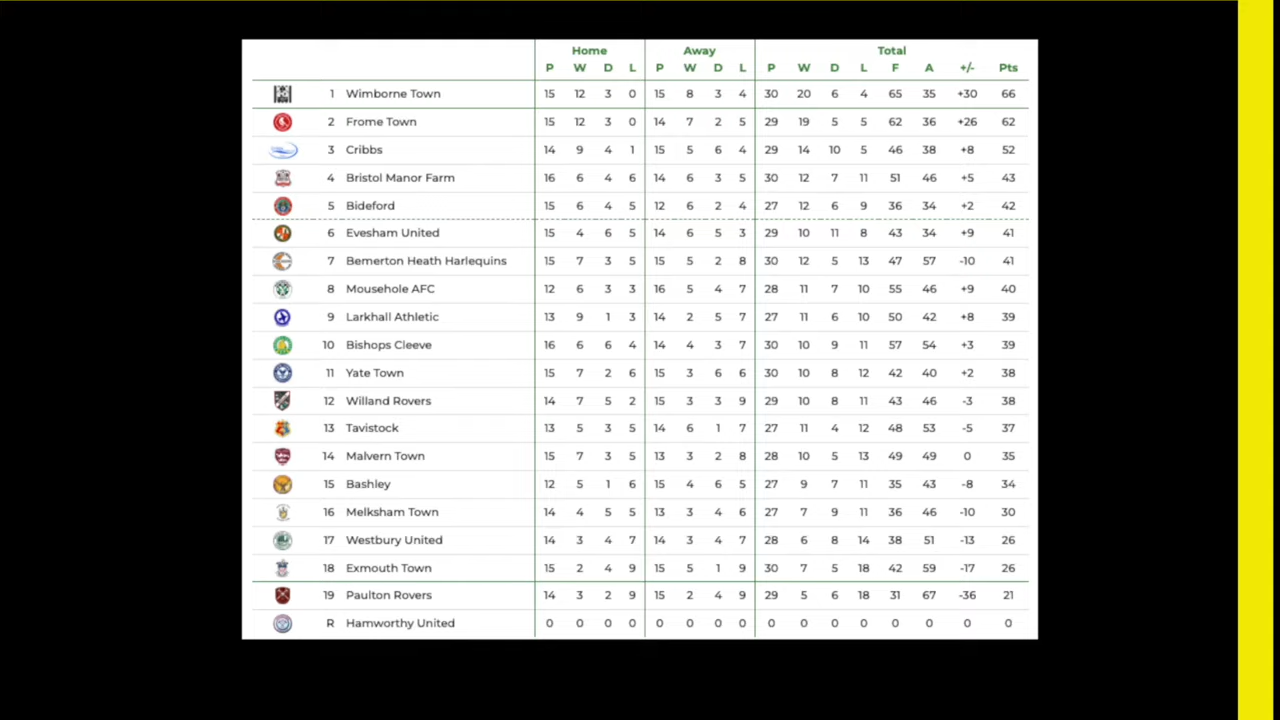 Home Away Total
P W D L P W D L P W D L F A +/- Pts
1 Wimborne Town 15 12 3 0 15 8 3 4 30 20 6 4 65 35 +30 66
2 Frome Town 15 12 3 0 14 7 2 5 29 19 5 5 62 36 +26 62
3 Cribbs 14 9 4 1 15 5 6 4 29 14 10 5 46 38 +8 52
4 Bristol Manor Farm 16 6 4 6 14 6 3 5 30 12 7 11 51 46 +5 43
5 Bideford 15 6 4 5 12 6 2 4 27 12 6 9 36 34 +2 42
6 Evesham United 15 4 6 5 14 6 5 3 29 10 11 8 43 34 +9 41
7 Bemerton Heath Harlequins 15 7 3 5 15 5 2 8 30 12 5 13 47 57 -10 41
8 Mousehole AFC 12 6 3 3 16 5 4 7 28 11 7 10 55 46 +9 40
9 Larkhall Athletic 13 9 1 3 14 2 5 7 27 11 6 10 50 42 +8 39
10 Bishops Cleeve 16 6 6 4 14 4 3 7 30 10 9 11 57 54 +3 39
11 Yate Town 15 7 2 6 15 3 6 6 30 10 8 12 42 40 +2 38
12 Willand Rovers 14 7 5 2 15 3 3 9 29 10 8 11 43 46 -3 38
13 Tavistock 13 5 3 5 14 6 1 7 27 11 4 12 48 53 -5 37
14 Malvern Town 15 7 3 5 13 3 2 8 28 10 5 13 49 49 0 35
15 Bashley 12 5 1 6 15 4 6 5 27 9 7 11 35 43 -8 34
16 Melksham Town 14 4 5 5 13 3 4 6 27 7 9 11 36 46 -10 30
17 Westbury United 14 3 4 7 14 3 4 7 28 6 8 14 38 51 -13 26
18 Exmouth Town 15 2 4 9 15 5 1 9 30 7 5 18 42 59 -17 26
19 Paulton Rovers 14 3 2 9 15 2 4 9 29 5 6 18 31 67 -36 21
R Hamworthy United 0 0 0 0 0 0 0 0 0 0 0 0 0 0 0 0